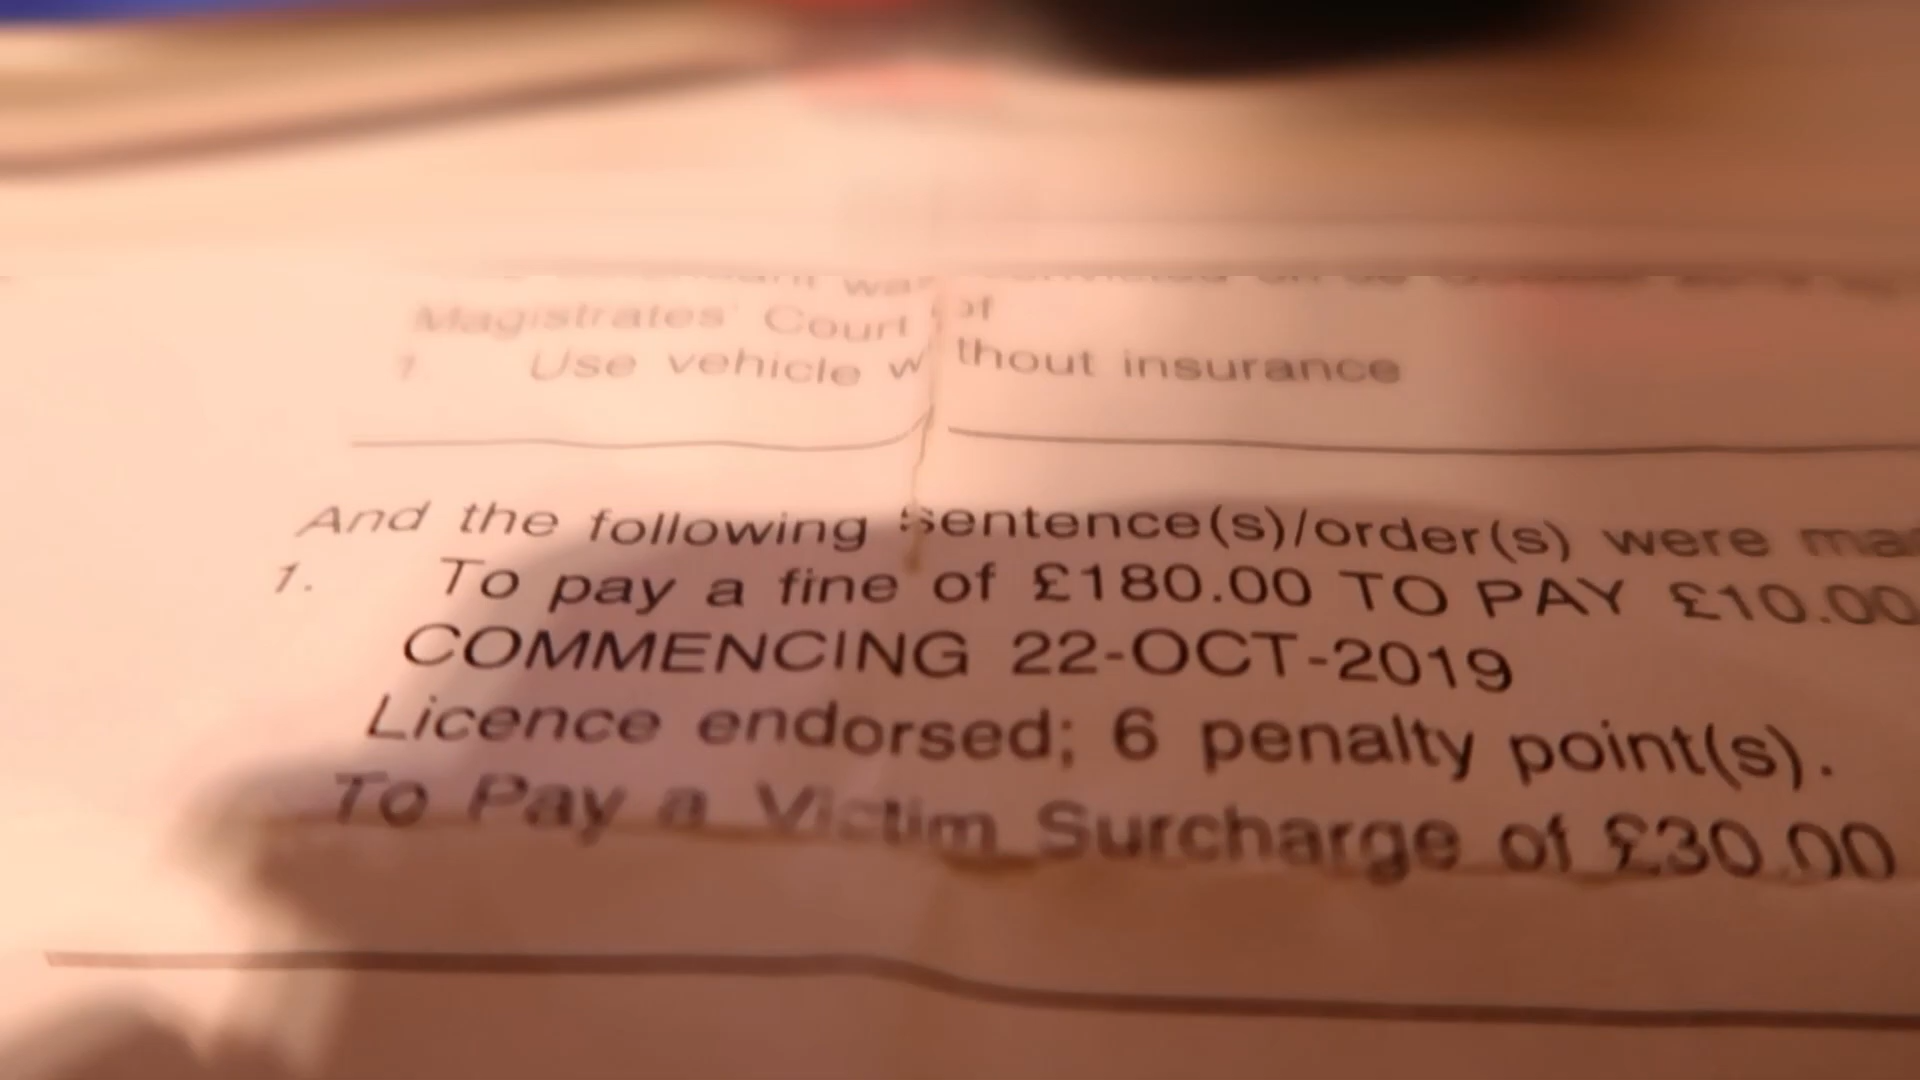 was
Magistrates' Court of
1. Use vehicle without insurance
And the following sentence(s)/order(s) were
1. To pay a fine of £180.00 TO PAY £10.00
COMMENCING 22-OCT-2019
Licence endorsed; 6 penalty point(s).
To Pay a Victim Surcharge of £30.00